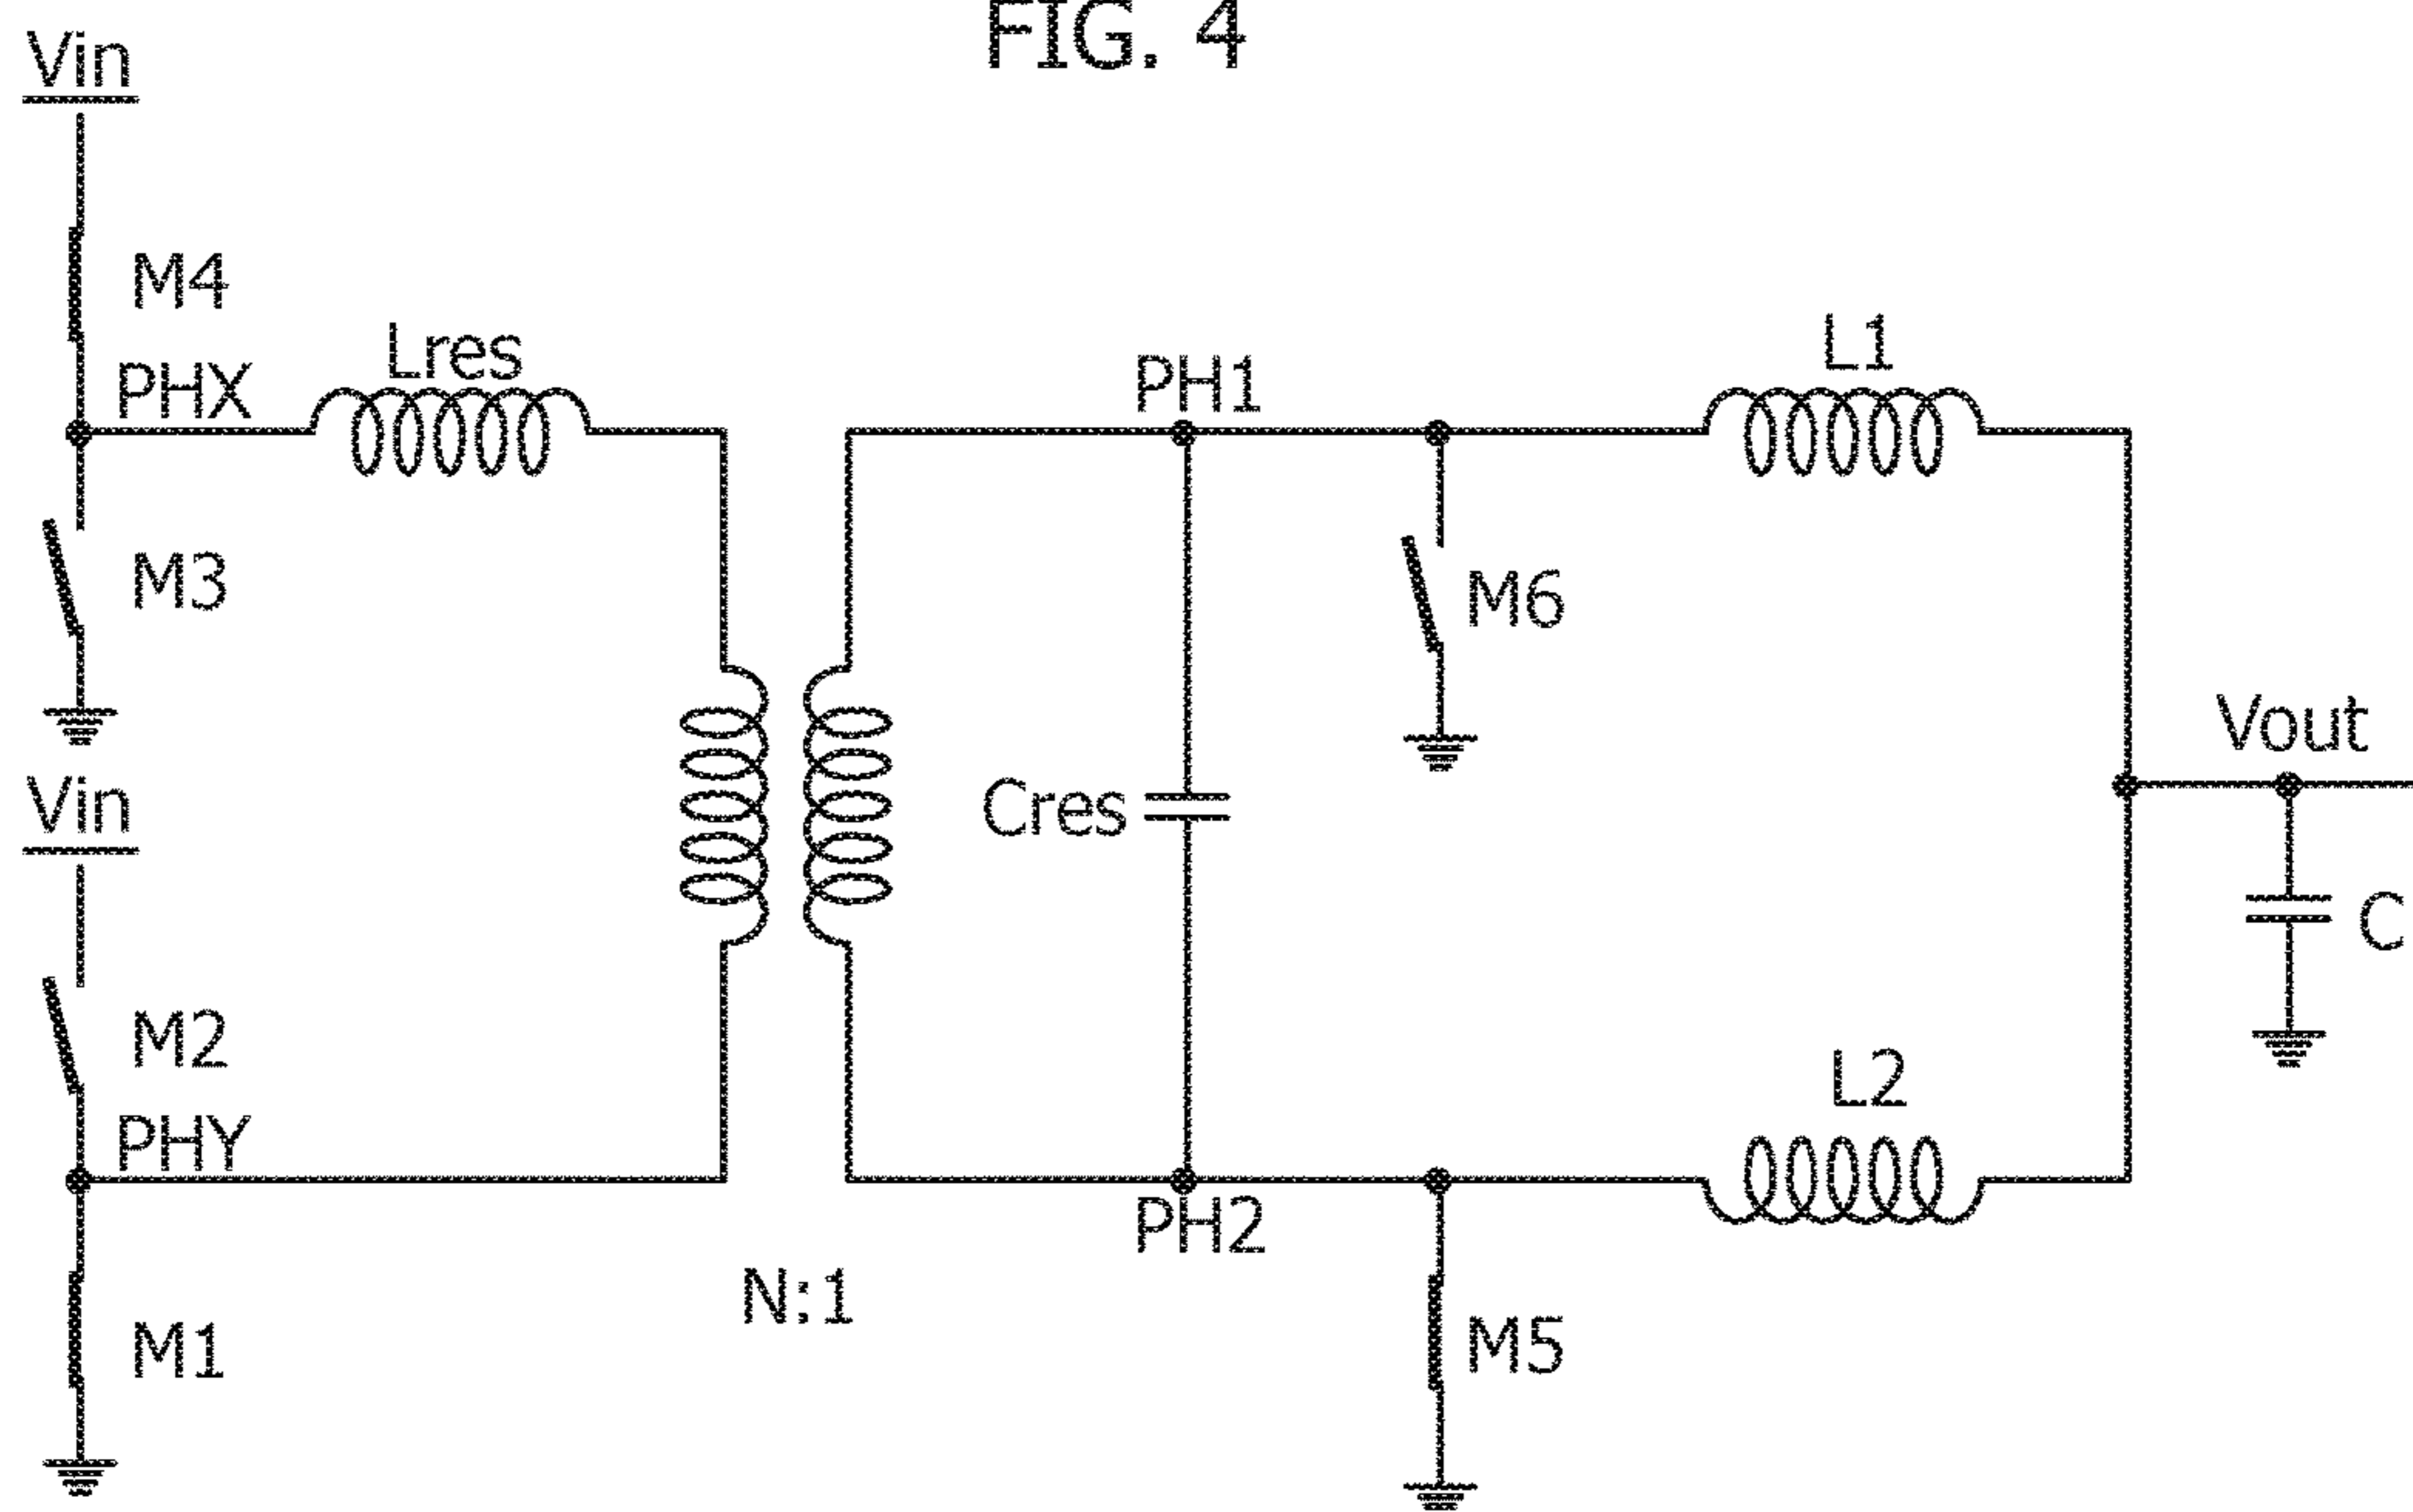 FIG. 4
Vin
M4
PHX
Lres
PH1
L1
M3
M6
Vout
Vin
Cres
C
M2
L2
PHY
PH2
N:1
M1
M5